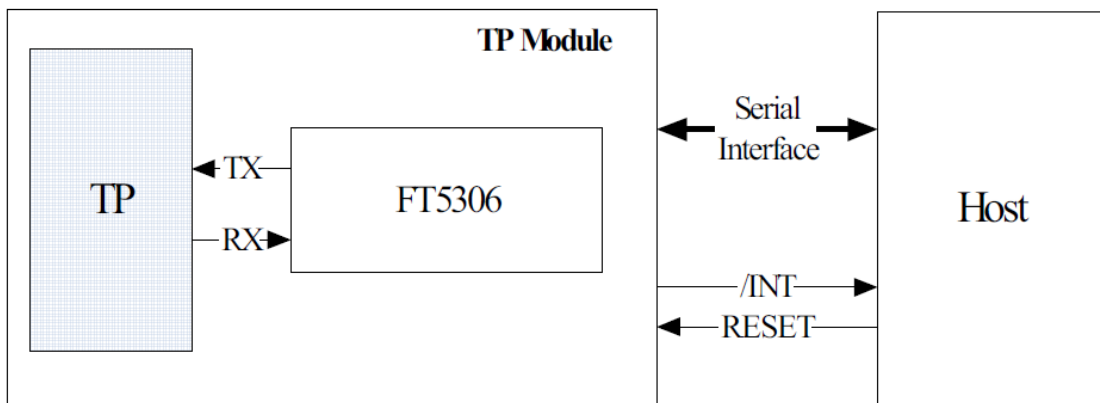 TP Module
TP
TX
RX
FT5306
Serial
Interface
/INT
RESET
Host